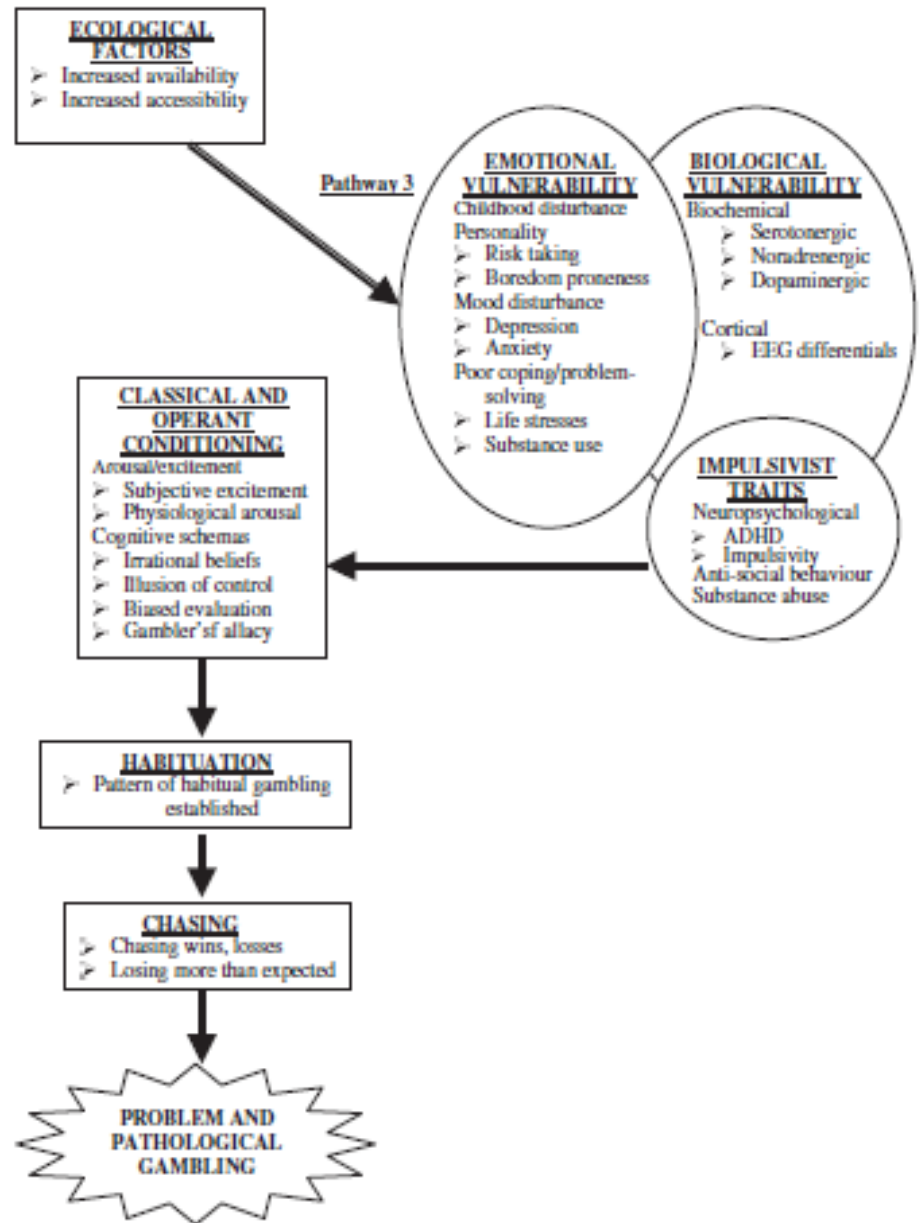 ECOLOGICAL
FACTORS
➢ Increased availability
➢ Increased accessibility
Pathway 3
EMOTIONAL
VULNERABILITY
Childhood disturbance
Personality
➢ Risk taking
➢ Boredom proneness
Mood disturbance
➢ Depression
➢ Anxiety
Poor coping/problem-
solving
➢ Life stresses
➢ Substance use
BIOLOGICAL
VULNERABILITY
Biochemical
➢ Serotonergic
➢ Noradrenergic
➢ Dopaminergic
Cortical
➢ EEG differentials
IMPULSIVIST
TRAITS
Neuropsychological
➢ ADHD
➢ Impulsivity
Anti-social behaviour
Substance abuse
CLASSICAL AND
OPERANT
CONDITIONING
Arousal/excitement
➢ Subjective excitement
➢ Physiological arousal
Cognitive schemas
➢ Irrational beliefs
➢ Illusion of control
➢ Biased evaluation
➢ Gambler'sf allacy
HABITUATION
➢ Pattern of habitual gambling
established
CHASING
➢ Chasing wins, losses
➢ Losing more than expected
PROBLEM AND
PATHOLOGICAL
GAMBLING